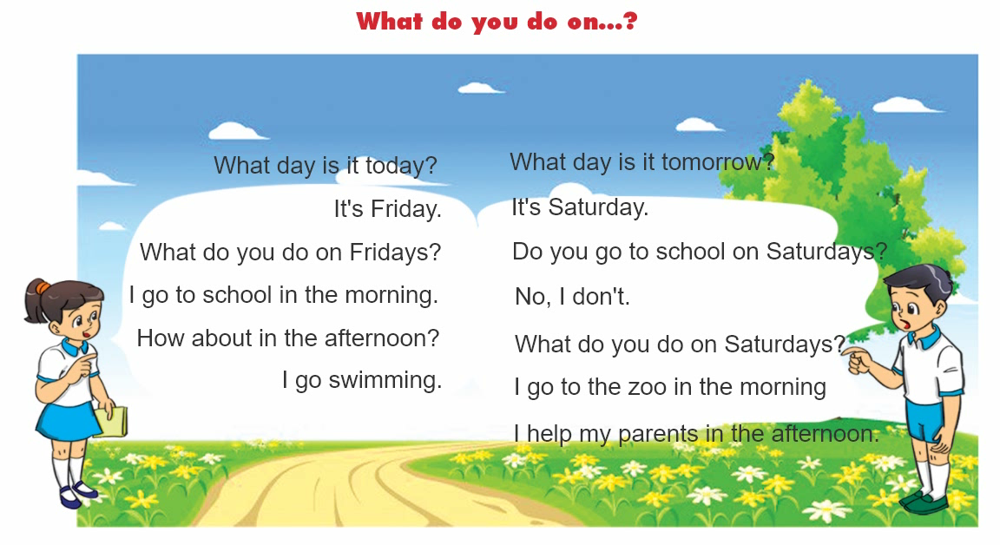 What do you do on...?
What day is it today?
It's Friday.
What do you do on Fridays?
I go to school in the morning.
How about in the afternoon?
I go swimming.
What day is it tomorrow?
It's Saturday.
Do you go to school on Saturdays?
No, I don't.
What do you do on Saturdays?
I go to the zoo in the morning
I help my parents in the afternoon.